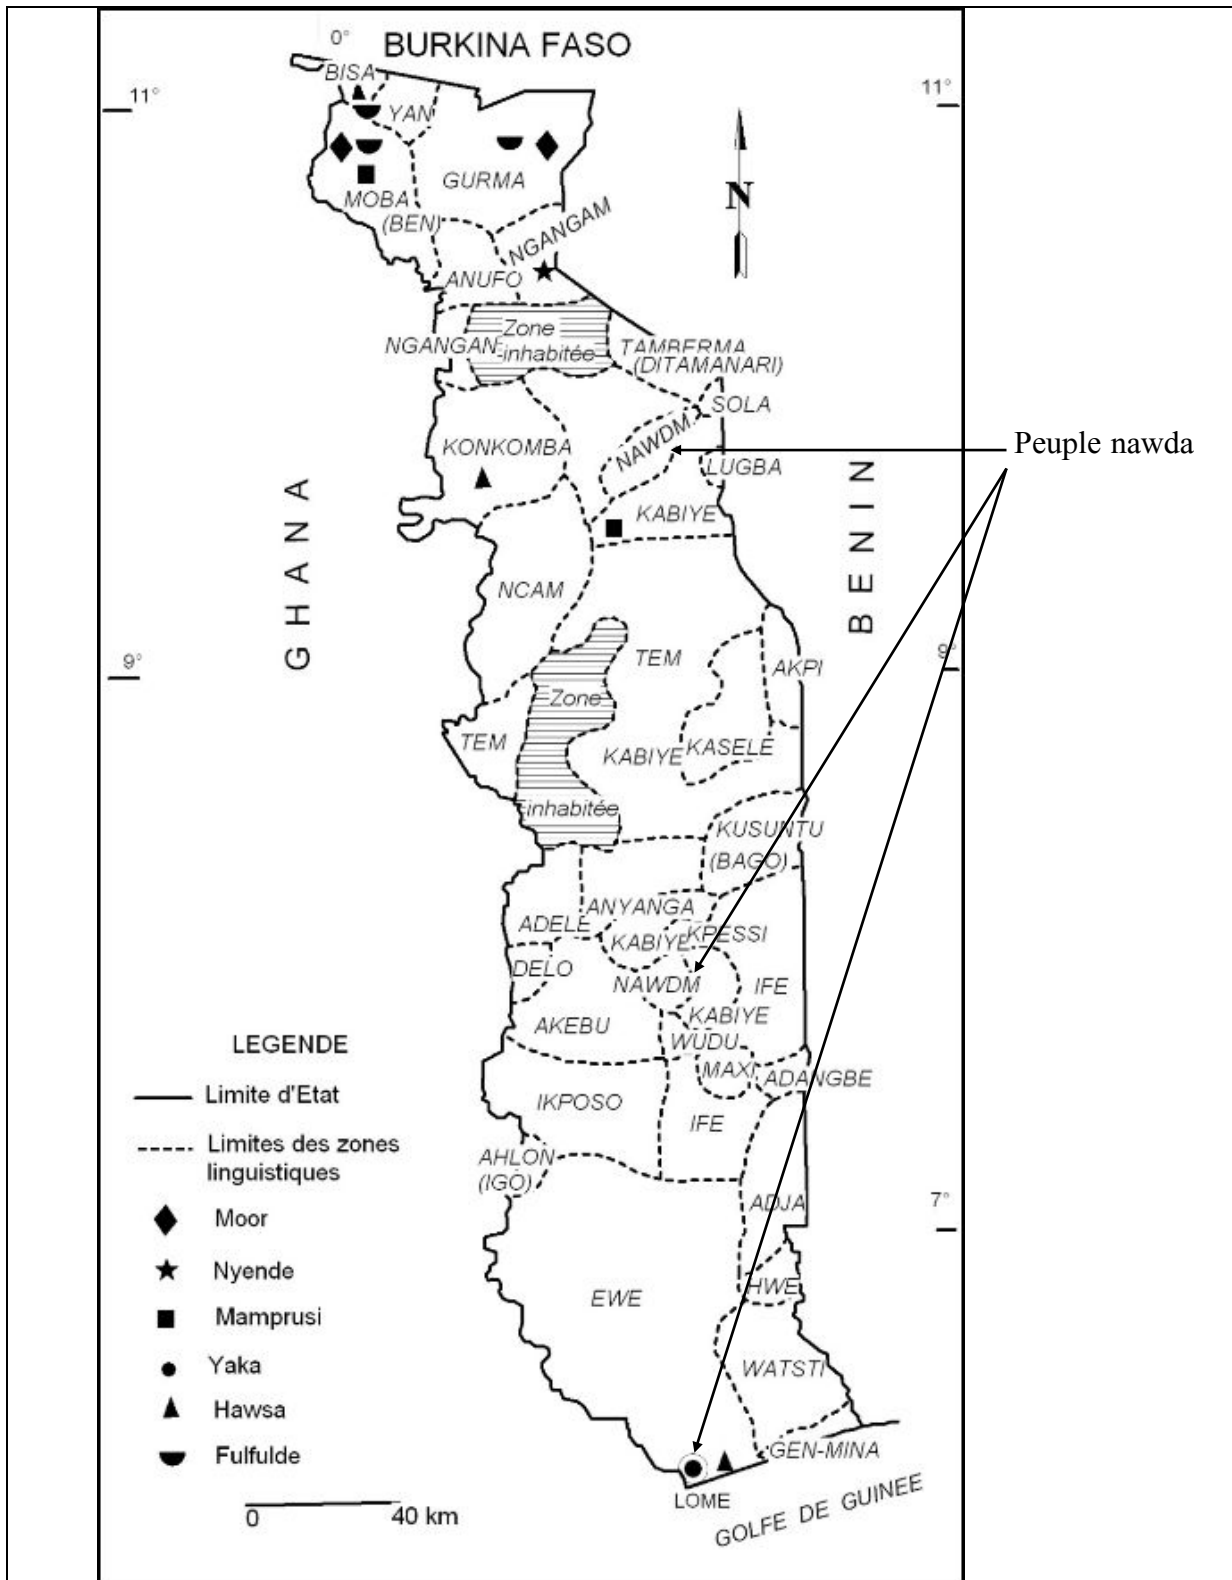 0°
BURKINA FASO
BISA
11°
11°
YAN
GURMA
N
MOBA
(BEN)
NGANGAM
ANUFO
Zone
inhabitée
NGANGAN
TAMBERMA
(DITAMANARI)
SOLA
NAWDM
Peuple nawda
KONKOMBA
LUGBA
KABIYE
GHANA
BENIN
NCAM
TEM
AKPI
9°
9°
Zone
TEM
KABIYE
KASELE
inhabitée
KUSUNTU
(BAGO)
ANYANGA
ADELE
KABIYE
KPESSI
DELO
NAWDM
IFE
AKEBU
KABIYE
WUDU
MAXI
ADANGBE
IKPOSO
IFE
AHLON
(IGO)
ADJA
7°
HWE
EWE
WATSTI
GEN-MINA
LOME
GOLFE DE GUINEE
LEGENDE
Limite d'Etat
Limites des zones
linguistiques
Moor
Nyende
Mamprusi
Yaka
Hawsa
Fulfulde
0
40 km